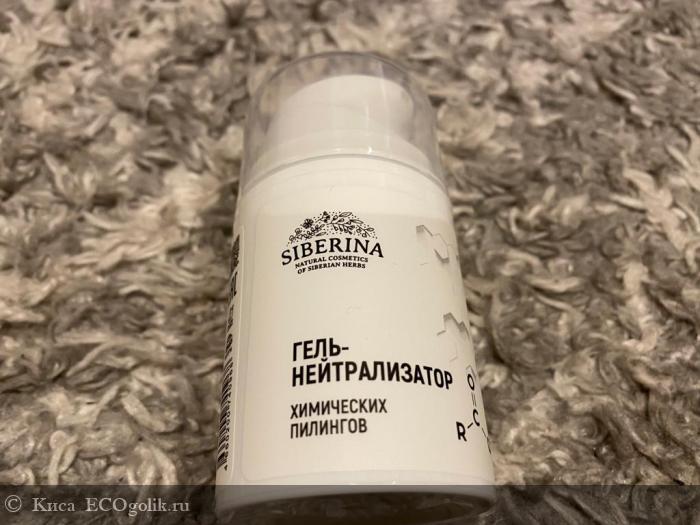 SIBERINA
NATURAL COSMETICS
OF SIBERIAN HERBS
ГЕЛЬ-
НЕЙТРАЛИЗАТОР
ХИМИЧЕСКИХ
ПИЛИНГОВ
O
C
R
© Киса ECOgolik.ru